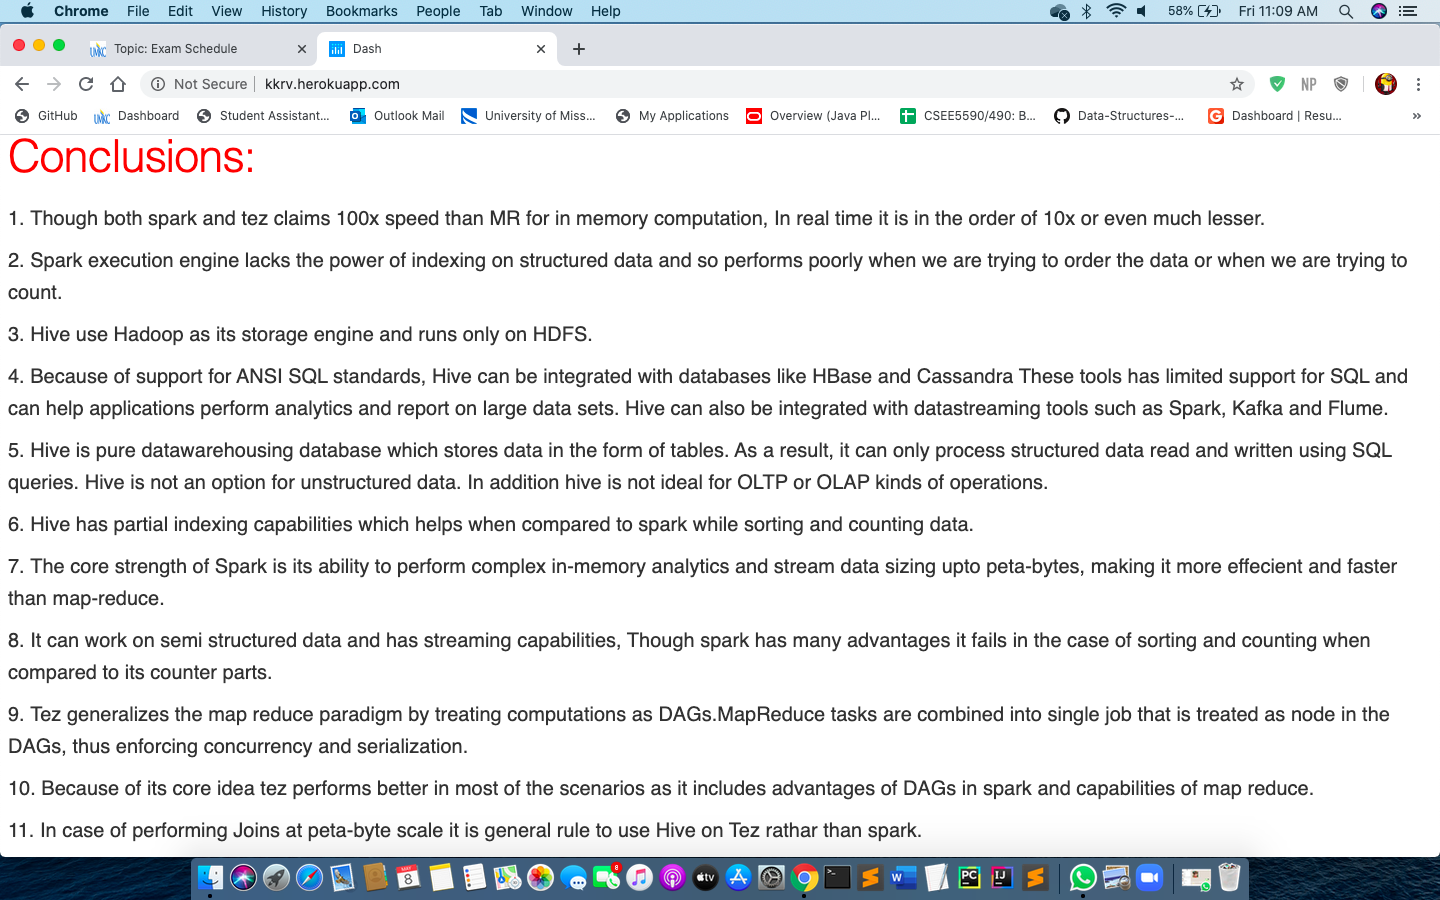 Chrome File Edit View History Bookmarks People Tab Window Help 58% Fri 11:09 AM
Topic: Exam Schedule Dash
Not Secure kkrv.herokuapp.com NP
GitHub Dashboard Student Assistant... Outlook Mail University of Miss... My Applications Overview (Java Pl... CSEE5590/490: B... Data-Structures-... Dashboard | Resu... »
Conclusions:
1. Though both spark and tez claims 100x speed than MR for in memory computation, In real time it is in the order of 10x or even much lesser.
2. Spark execution engine lacks the power of indexing on structured data and so performs poorly when we are trying to order the data or when we are trying to
count.
3. Hive use Hadoop as its storage engine and runs only on HDFS.
4. Because of support for ANSI SQL standards, Hive can be integrated with databases like HBase and Cassandra These tools has limited support for SQL and
can help applications perform analytics and report on large data sets. Hive can also be integrated with datastreaming tools such as Spark, Kafka and Flume.
5. Hive is pure datawarehousing database which stores data in the form of tables. As a result, it can only process structured data read and written using SQL
queries. Hive is not an option for unstructured data. In addition hive is not ideal for OLTP or OLAP kinds of operations.
6. Hive has partial indexing capabilities which helps when compared to spark while sorting and counting data.
7. The core strength of Spark is its ability to perform complex in-memory analytics and stream data sizing upto peta-bytes, making it more effecient and faster
than map-reduce.
8. It can work on semi structured data and has streaming capabilities, Though spark has many advantages it fails in the case of sorting and counting when
compared to its counter parts.
9. Tez generalizes the map reduce paradigm by treating computations as DAGs.MapReduce tasks are combined into single job that is treated as node in the
DAGs, thus enforcing concurrency and serialization.
10. Because of its core idea tez performs better in most of the scenarios as it includes advantages of DAGs in spark and capabilities of map reduce.
11. In case of performing Joins at peta-byte scale it is general rule to use Hive on Tez rathar than spark.
MAY 8 8 tv W PC IJ